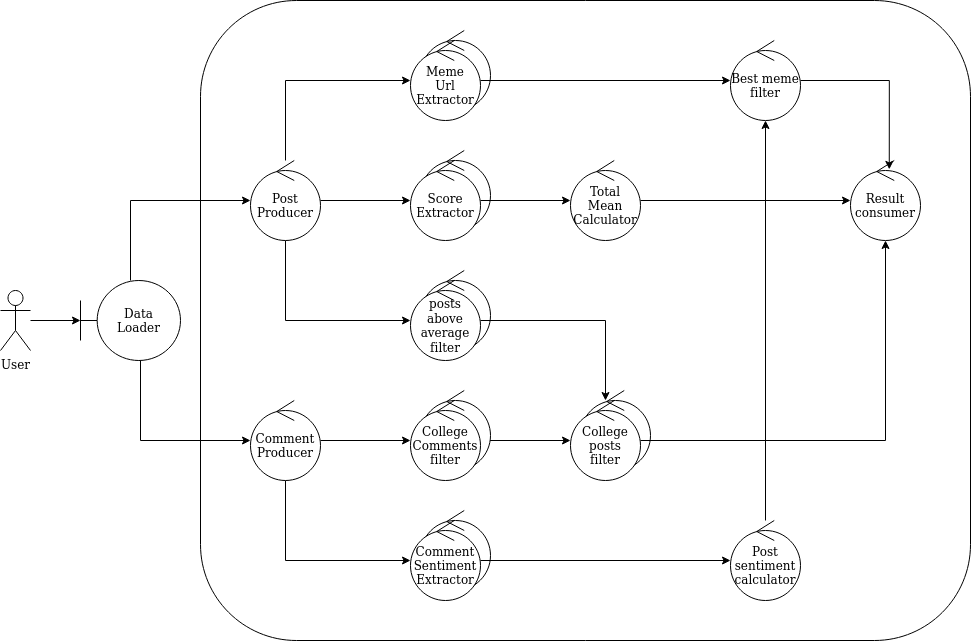 Meme
Url
Extractor
Best meme
filter
Post
Producer
Score
Extractor
Total
Mean
Calculator
Result
consumer
User
Data
Loader
posts
above
average
filter
Comment
Producer
College
Comments
filter
College
posts
filter
Comment
Sentiment
Extractor
Post
sentiment
calculator